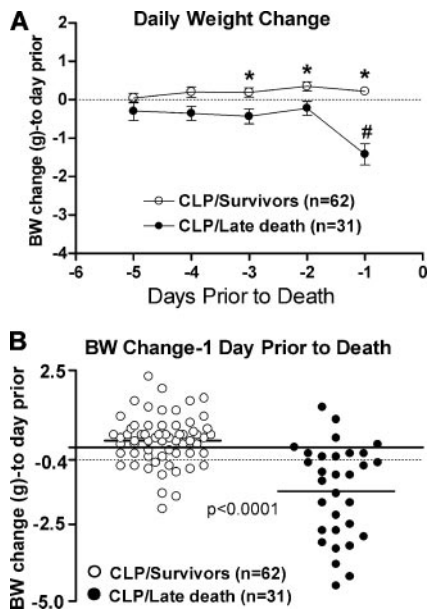 A
Daily Weight Change
BW change (g)-to day prior
2
1
0
-1
-2
-3
-4
* * *
#
CLP/Survivors (n=62)
CLP/Late death (n=31)
-6 -5 -4 -3 -2 -1 0
Days Prior to Death
B
BW Change-1 Day Prior to Death
BW change (g)-to day prior
2.5
-0.4
-2.5
-5.0
p<0.0001
CLP/Survivors (n=62)
CLP/Late death (n=31)